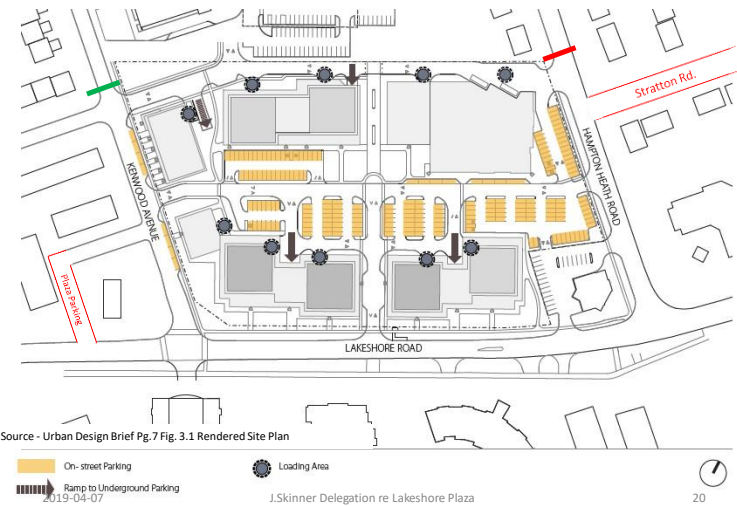 Stratton Rd.
HAMPTON HEATH ROAD
KENWOOD AVENUE
Plaza Parking
LAKESHORE ROAD
Source - Urban Design Brief Pg.7 Fig. 3.1 Rendered Site Plan
On- street Parking
Loading Area
Ramp to Underground Parking
2019-04-07
J.Skinner Delegation re Lakeshore Plaza
20